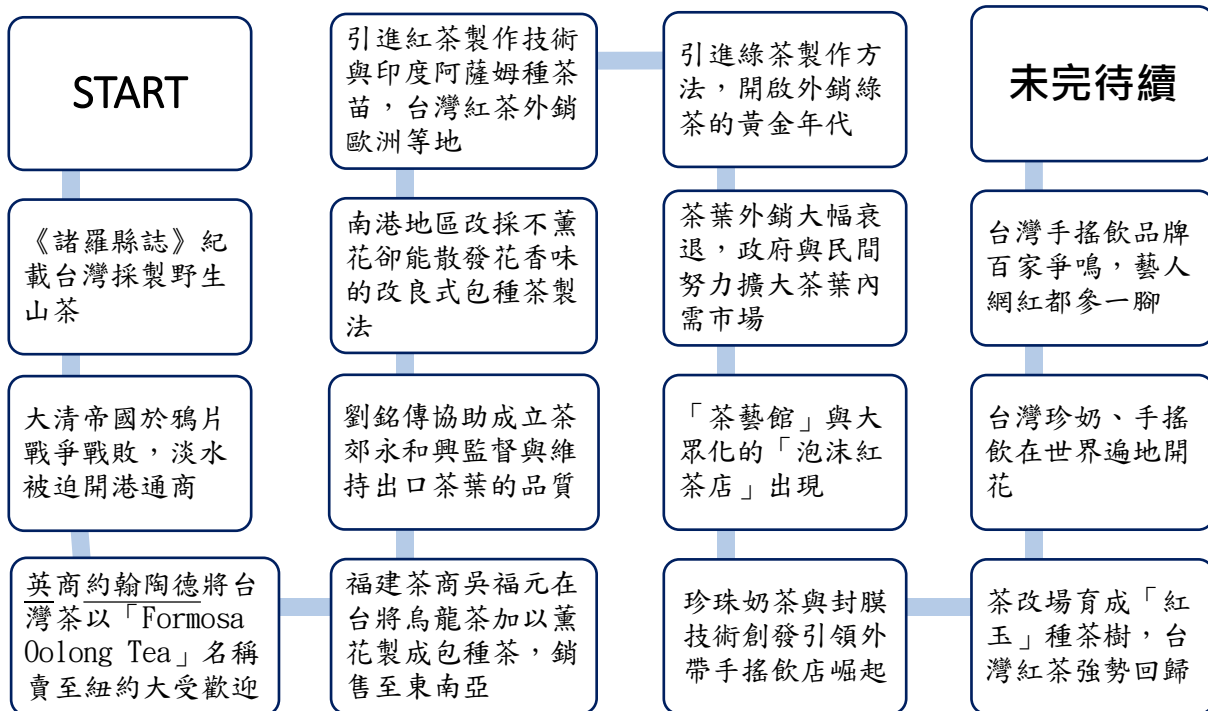 START
《諸羅縣誌》紀
載台灣採製野生
山茶
大清帝國於鴉片
戰爭戰敗，淡水
被迫開港通商
英商約翰陶德將台
灣茶以「Formosa
Oolong Tea」名稱
賣至紐約大受歡迎
福建茶商吳福元在
台將烏龍茶加以薰
花製成包種茶，銷
售至東南亞
劉銘傳協助成立茶
郊永和興監督與維
持出口茶葉的品質
南港地區改採不薰
花卻能散發花香味
的改良式包種茶製
法
引進紅茶製作技術
與印度阿薩姆種茶
苗，台灣紅茶外銷
歐洲等地
引進綠茶製作方
法，開啟外銷綠
茶的黃金年代
茶葉外銷大幅衰
退，政府與民間
努力擴大茶葉內
需市場
「茶藝館」與大
眾化的「泡沫紅
茶店」出現
珍珠奶茶與封膜
技術創發引領外
帶手搖飲店崛起
茶改場育成「紅
玉」種茶樹，台
灣紅茶強勢回歸
台灣珍奶、手搖
飲在世界遍地開
花
台灣手搖飲品牌
百家爭鳴，藝人
網紅都參一腳
未完待續